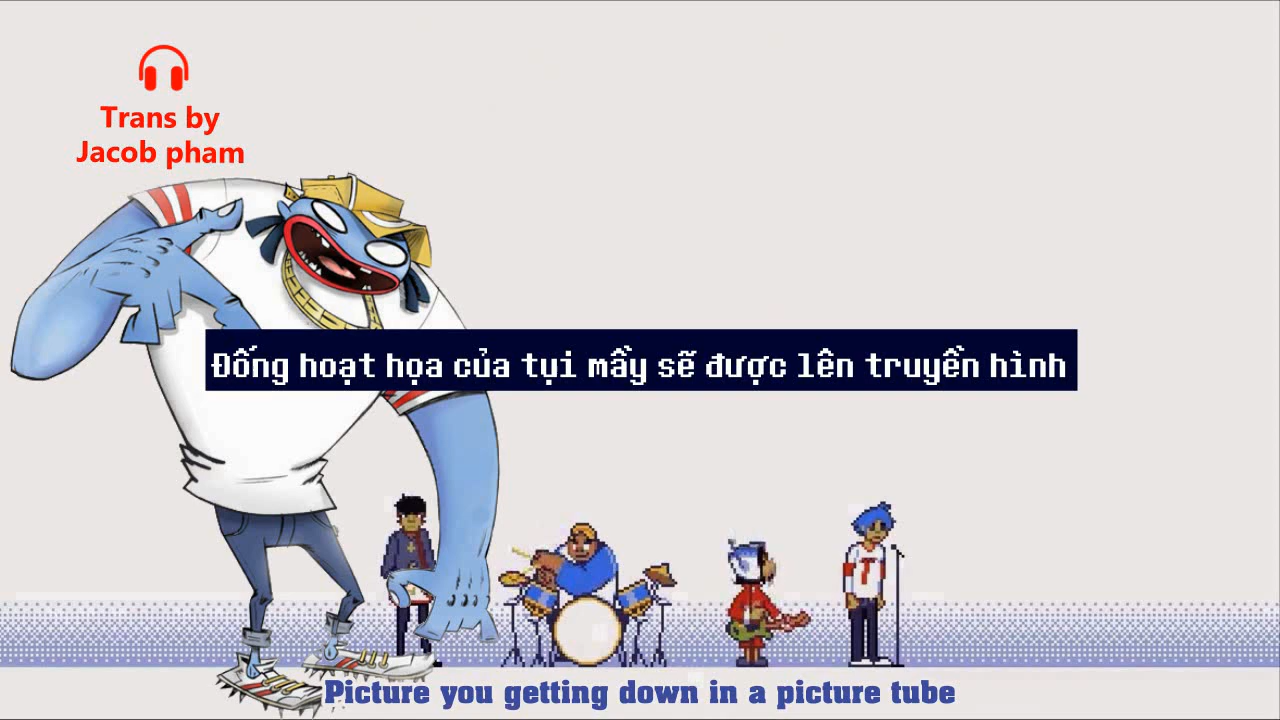 Trans by
Jacob pham
Đống hoạt họa của tụi mầy sẽ được lên truyền hình
Picture you getting down in a picture tube